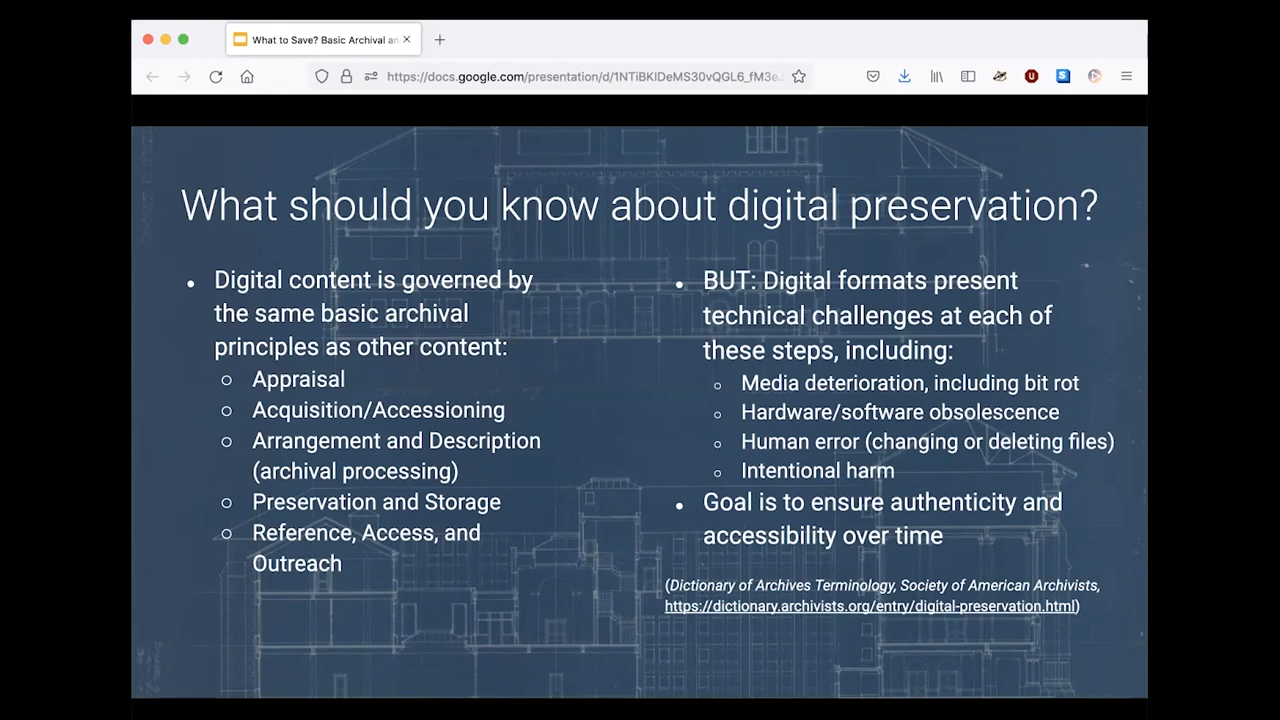 What to Save? Basic Archival an
https://docs.google.com/presentation/d/1NTiBKlDeMS30vQGL6_fM3e.
What should you know about digital preservation?
Digital content is governed by
the same basic archival
principles as other content:
Appraisal
Acquisition/Accessioning
Arrangement and Description
(archival processing)
Preservation and Storage
Reference, Access, and
Outreach
BUT: Digital formats present
technical challenges at each of
these steps, including:
Media deterioration, including bit rot
Hardware/software obsolescence
Human error (changing or deleting files)
Intentional harm
Goal is to ensure authenticity and
accessibility over time
(Dictionary of Archives Terminology, Society of American Archivists,
https://dictionary.archivists.org/entry/digital-preservation.html)